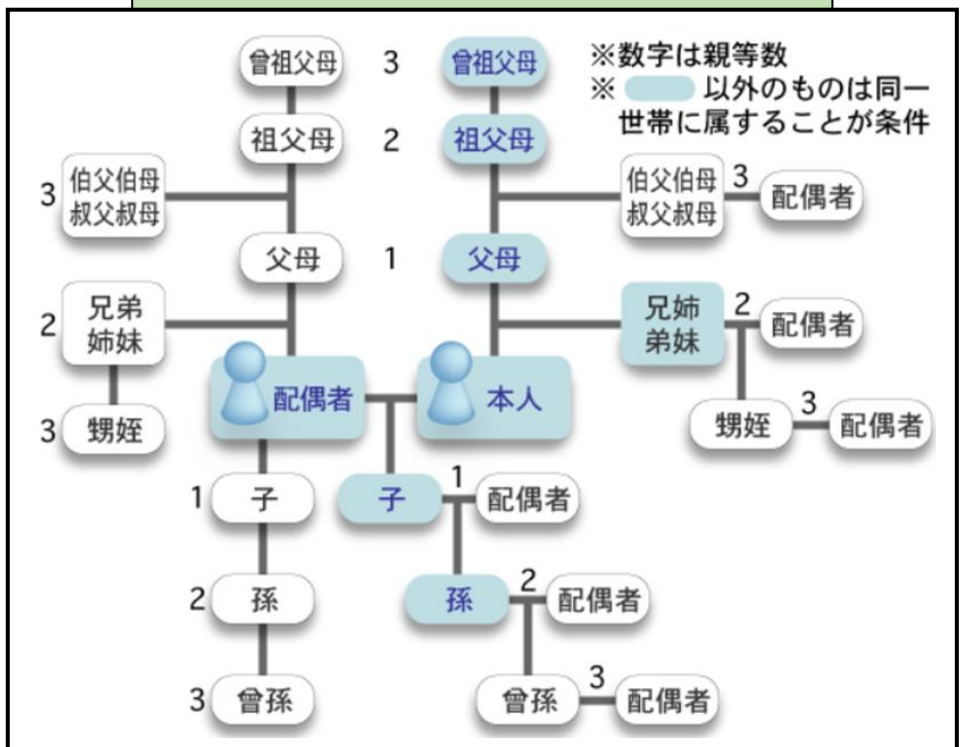 曾祖父母 3 曾祖父母
※数字は親等数
※ 以外のものは同一
世帯に属することが条件
祖父母 2 祖父母
3 伯父伯母
叔父叔母
伯父伯母
叔父叔母
3 配偶者
父母 1 父母
2 兄弟
姉妹
兄姉
弟妹
2 配偶者
配偶者 本人
3 甥姪
甥姪 3 配偶者
1 子 子 1 配偶者
2 孫 孫 2 配偶者
3 曾孫 曾孫 3 配偶者